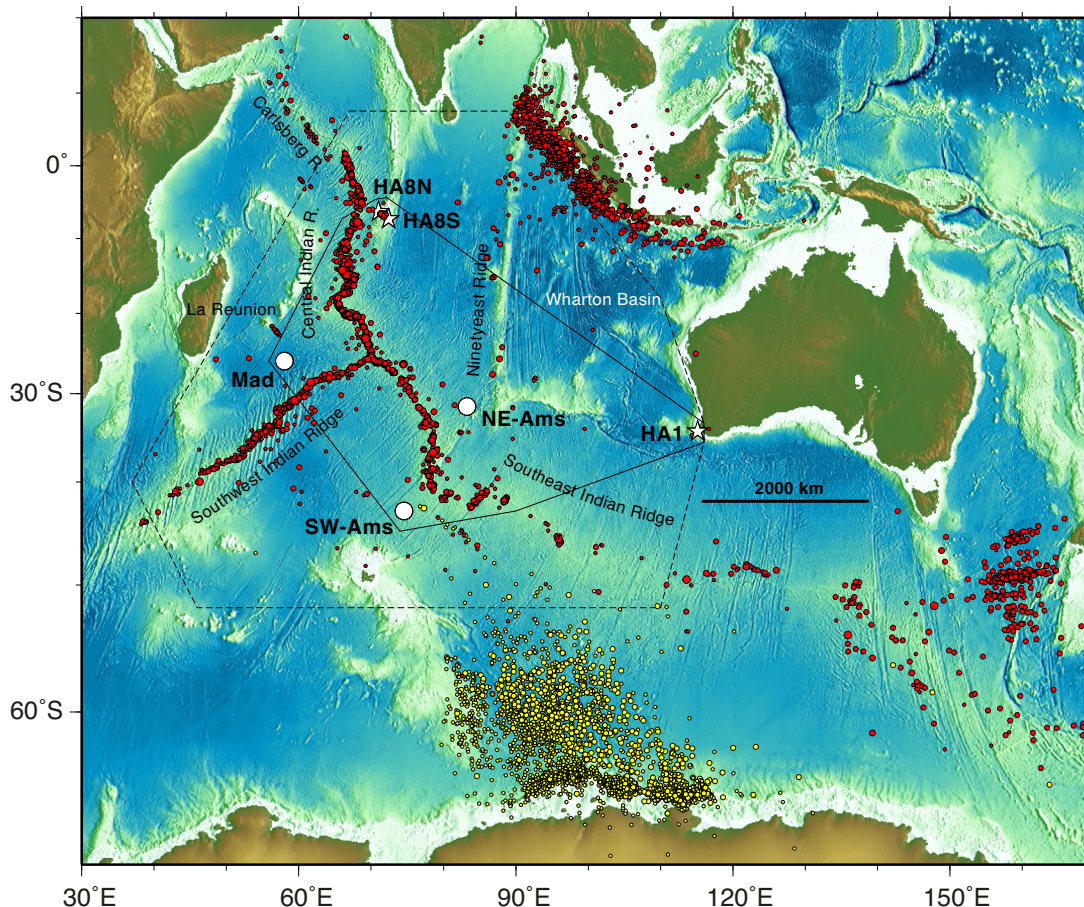 Carlsberg R.
0˚
HA8N
HA8S
Central Indian R.
Ninetyeast Ridge
Wharton Basin
La Reunion
Mad
30˚S
NE-Ams
HA1
Southwest Indian Ridge
Southeast Indian Ridge
2000 km
SW-Ams
60˚S
30˚E
60˚E
90˚E
120˚E
150˚E